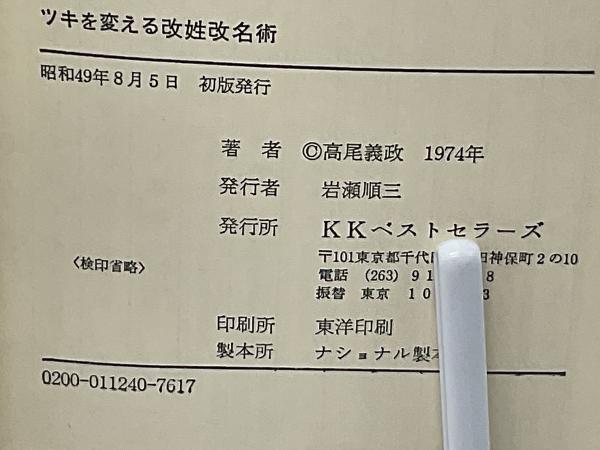 ツキを変える改姓改名術
昭和49年8月5日 初版発行
著者 ©高尾義政 1974年
発行者 岩瀬順三
発行所 KKベストセラーズ
〒101東京都千代 神保町2の10
〈検印省略〉
電話 (263) 91 8
振替 東京 10 3
印刷所 東洋印刷
製本所 ナショナル製
0200-011240-7617